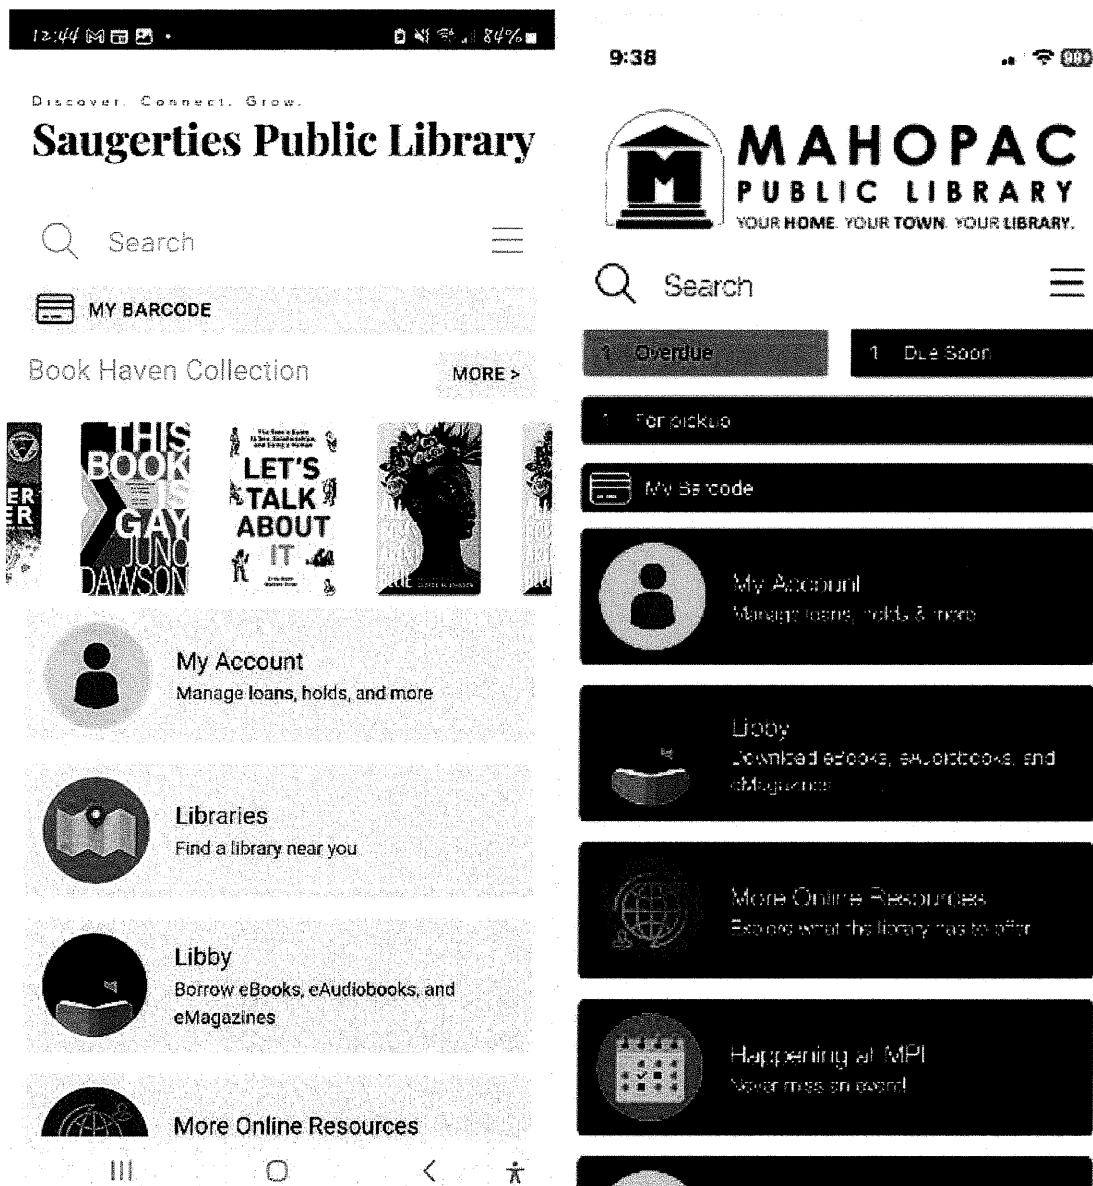 12:44
84%
Discover. Connect. Grow.
Saugerties Public Library
Search
MY BARCODE
Book Haven Collection
MORE >
ER
ER
THIS
BOOK
IS
GAY
JUNO
DAWSON
LET'S
TALK
ABOUT
IT
My Account
Manage loans, holds, and more
Libraries
Find a library near you
Libby
Borrow eBooks, eAudiobooks, and
eMagazines
More Online Resources
9:38
MAHOPAC
PUBLIC LIBRARY
YOUR HOME. YOUR TOWN. YOUR LIBRARY.
Search
1 Overdue
1 Due Soon
1 For pickup
My Barcode
My Account
Manage loans, holds & more
Libby
Download eBooks, eAudiobooks, and
eMagazines
More Online Resources
Explore what the library has to offer
Happening at MPL
Never miss an event!